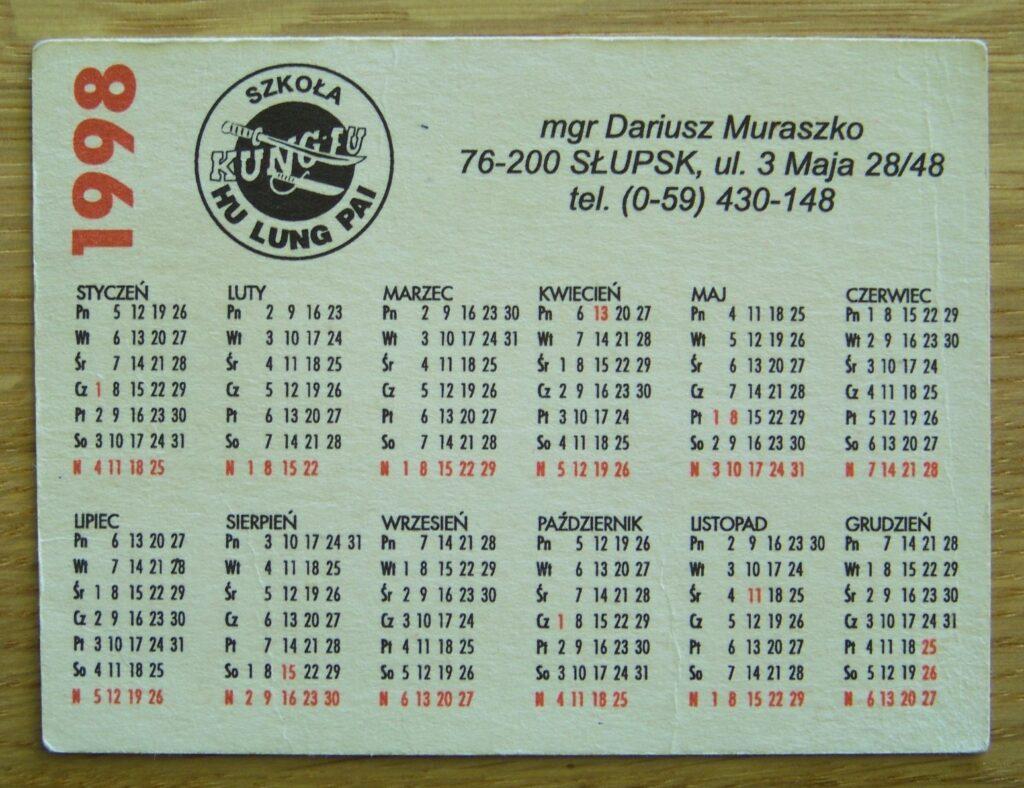 1998
SZKOŁA
KUNG-FU
HU LUNG PAI
mgr Dariusz Muraszko
76-200 SŁUPSK, ul. 3 Maja 28/48
tel. (0-59) 430-148
STYCZEŃ
Pn 5 12 19 26
Wt 6 13 20 27
Śr 7 14 21 28
Cz 1 8 15 22 29
Pt 2 9 16 23 30
So 3 10 17 24 31
N 4 11 18 25
LUTY
Pn 2 9 16 23
Wt 3 10 17 24
Śr 4 11 18 25
Cz 5 12 19 26
Pt 6 13 20 27
So 7 14 21 28
N 1 8 15 22
MARZEC
Pn 2 9 16 23 30
Wt 3 10 17 24 31
Śr 4 11 18 25
Cz 5 12 19 26
Pt 6 13 20 27
So 7 14 21 28
N 1 8 15 22 29
KWIECIEŃ
Pn 6 13 20 27
Wt 7 14 21 28
Śr 1 8 15 22 29
Cz 2 9 16 23 30
Pt 3 10 17 24
So 4 11 18 25
N 5 12 19 26
MAJ
Pn 4 11 18 25
Wt 5 12 19 26
Śr 6 13 20 27
Cz 7 14 21 28
Pt 1 8 15 22 29
So 2 9 16 23 30
N 3 10 17 24 31
CZERWIEC
Pn 1 8 15 22 29
Wt 2 9 16 23 30
Śr 3 10 17 24
Cz 4 11 18 25
Pt 5 12 19 26
So 6 13 20 27
N 7 14 21 28
LIPIEC
Pn 6 13 20 27
Wt 7 14 21 28
Śr 1 8 15 22 29
Cz 2 9 16 23 30
Pt 3 10 17 24 31
So 4 11 18 25
N 5 12 19 26
SIERPIEŃ
Pn 3 10 17 24 31
Wt 4 11 18 25
Śr 5 12 19 26
Cz 6 13 20 27
Pt 7 14 21 28
So 1 8 15 22 29
N 2 9 16 23 30
WRZESIEŃ
Pn 7 14 21 28
Wt 1 8 15 22 29
Śr 2 9 16 23 30
Cz 3 10 17 24
Pt 4 11 18 25
So 5 12 19 26
N 6 13 20 27
PAŹDZIERNIK
Pn 5 12 19 26
Wt 6 13 20 27
Śr 7 14 21 28
Cz 1 8 15 22 29
Pt 2 9 16 23 30
So 3 10 17 24 31
N 4 11 18 25
LISTOPAD
Pn 2 9 16 23 30
Wt 3 10 17 24
Śr 4 11 18 25
Cz 5 12 19 26
Pt 6 13 20 27
So 7 14 21 28
N 1 8 15 22 29
GRUDZIEŃ
Pn 7 14 21 28
Wt 1 8 15 22 29
Śr 2 9 16 23 30
Cz 3 10 17 24 31
Pt 4 11 18 25
So 5 12 19 26
N 6 13 20 27